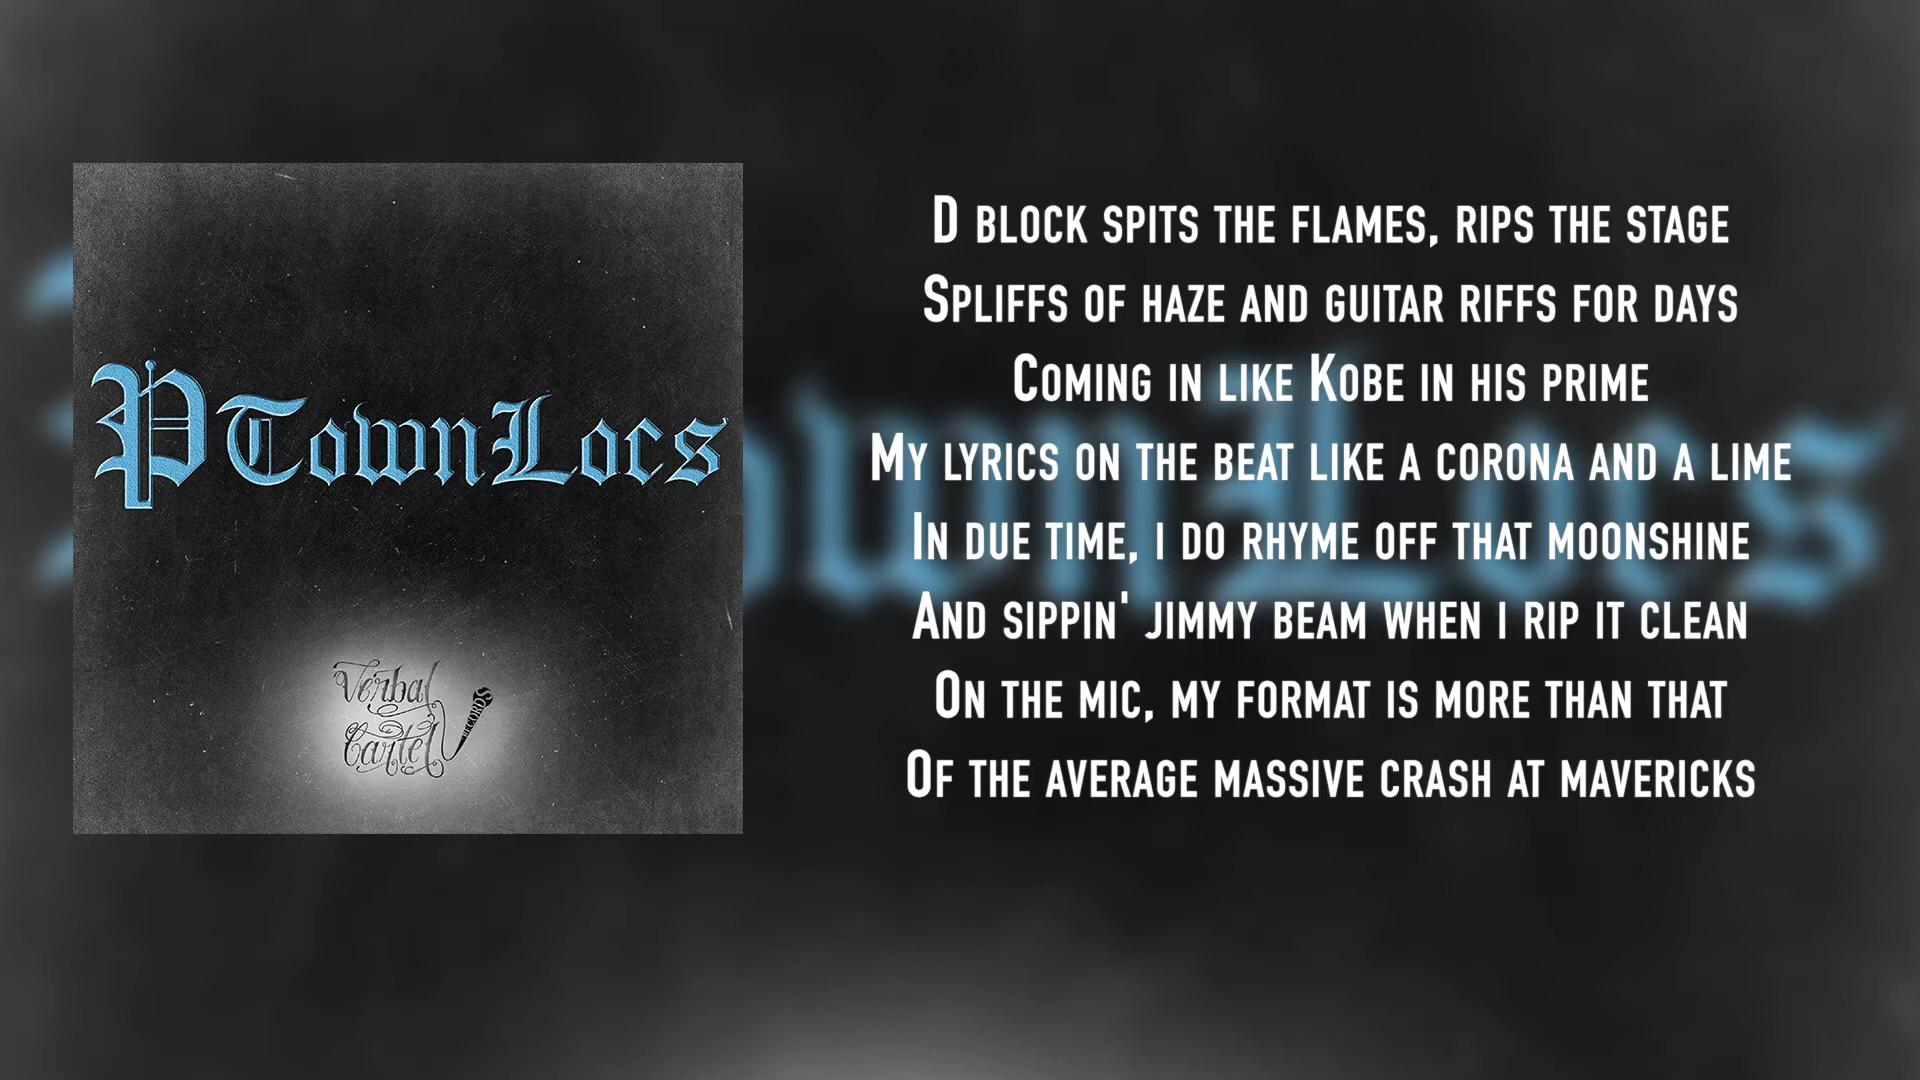 PTownLocs
Verbal
Cartel
RECORDS
D BLOCK SPITS THE FLAMES, RIPS THE STAGE
SPLIFFS OF HAZE AND GUITAR RIFFS FOR DAYS
COMING IN LIKE KOBE IN HIS PRIME
MY LYRICS ON THE BEAT LIKE A CORONA AND A LIME
IN DUE TIME, I DO RHYME OFF THAT MOONSHINE
AND SIPPIN' JIMMY BEAM WHEN I RIP IT CLEAN
ON THE MIC, MY FORMAT IS MORE THAN THAT
OF THE AVERAGE MASSIVE CRASH AT MAVERICKS